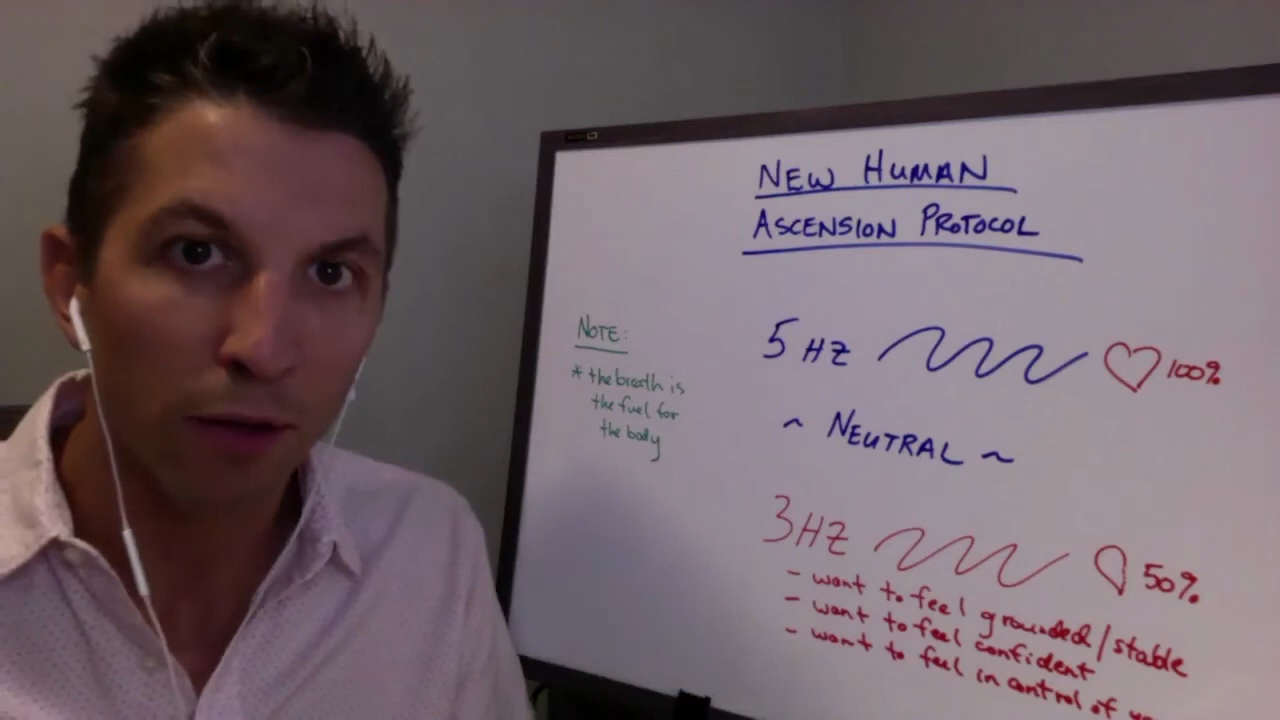 NEW HUMAN
ASCENSION PROTOCOL
NOTE:
* the breath is
the fuel for
the body
5 HZ 100%
~ NEUTRAL ~
3HZ 50%
- want to feel grounded/stable
- want to feel confident
- want to feel in control of